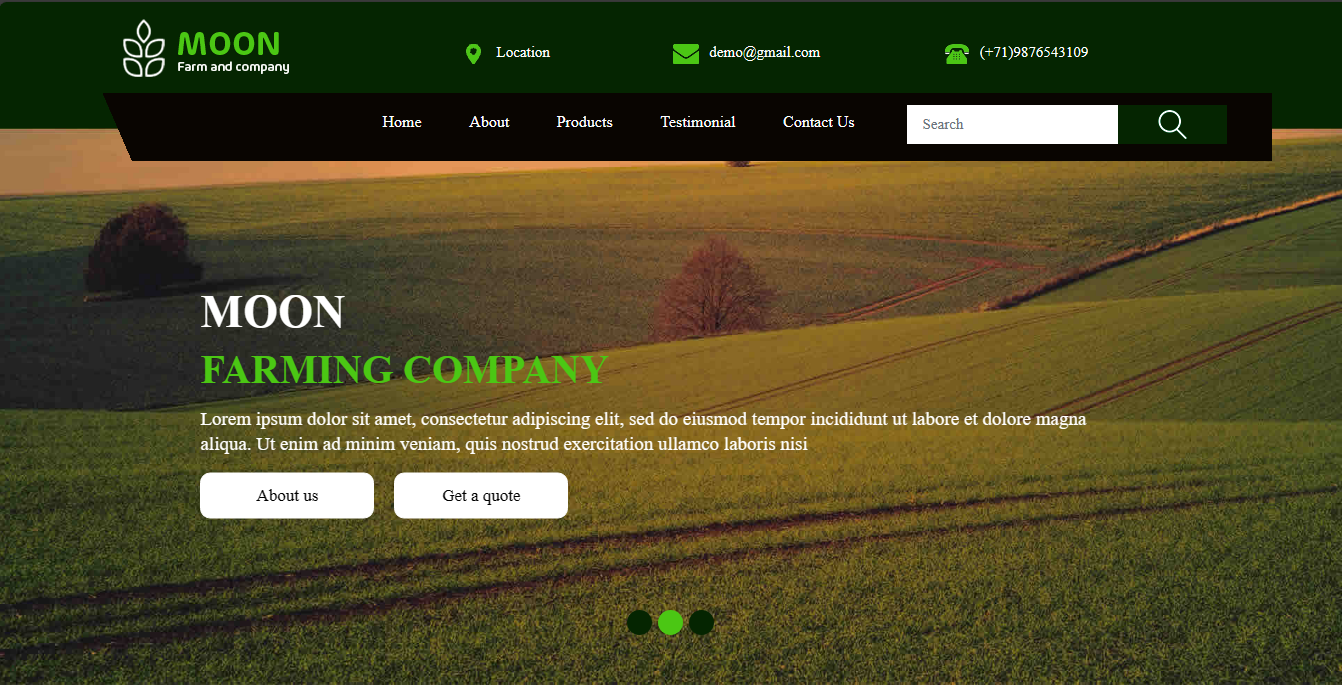 MOON
Farm and company
Location
demo@gmail.com
(+71)9876543109
Home About Products Testimonial Contact Us Search
MOON
FARMING COMPANY
Lorem ipsum dolor sit amet, consectetur adipiscing elit, sed do eiusmod tempor incididunt ut labore et dolore magna
aliqua. Ut enim ad minim veniam, quis nostrud exercitation ullamco laboris nisi
About us Get a quote